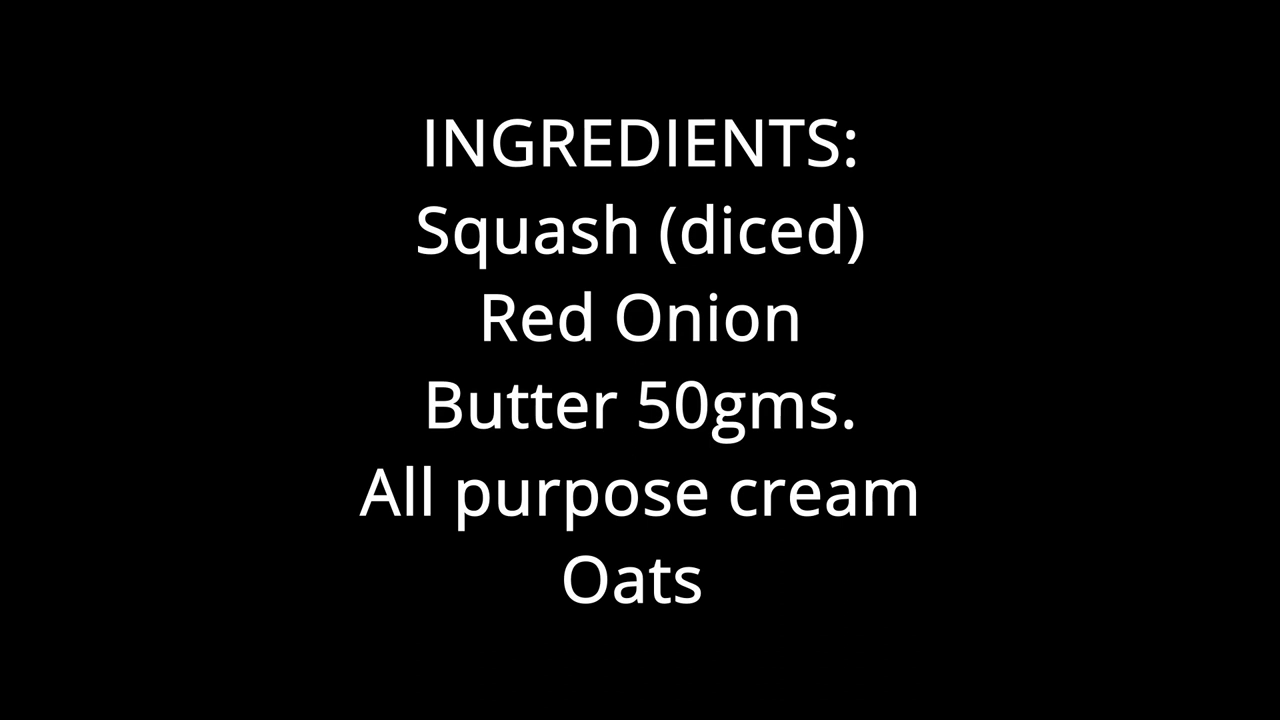 INGREDIENTS:
Squash (diced)
Red Onion
Butter 50gms.
All purpose cream
Oats